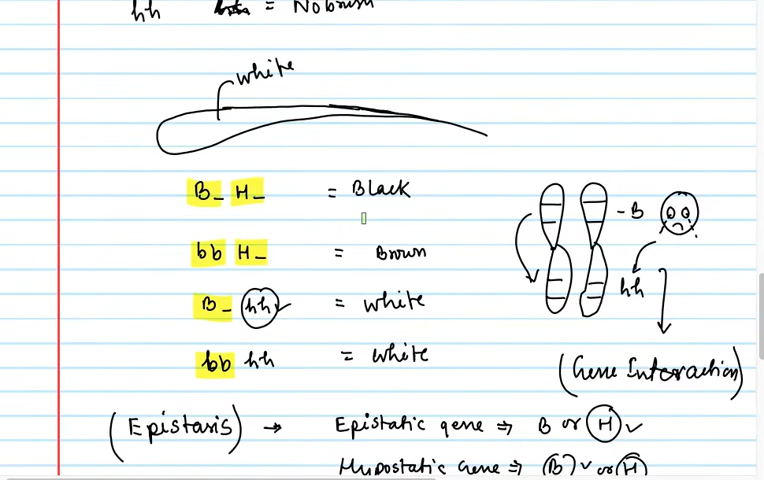 hh = No brown
white
B_ H_ = Black
bb H_ = Brown
B_ hh ✓ = white
bb hh = white
- B
hh
(Gene Interaction)
(Epistasis) → Epistatic gene ⇒ B or (H) ✓
Hypostatic Gene ⇒ (B) ✓ or (H)